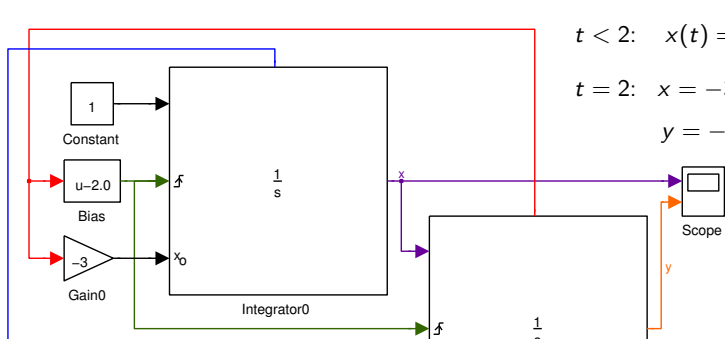 t < 2: x(t) =
t = 2: x = −
y = −
1
Constant
u−2.0
Bias
−3
Gain0
1
s
x0
Integrator0
x
Scope
y
1